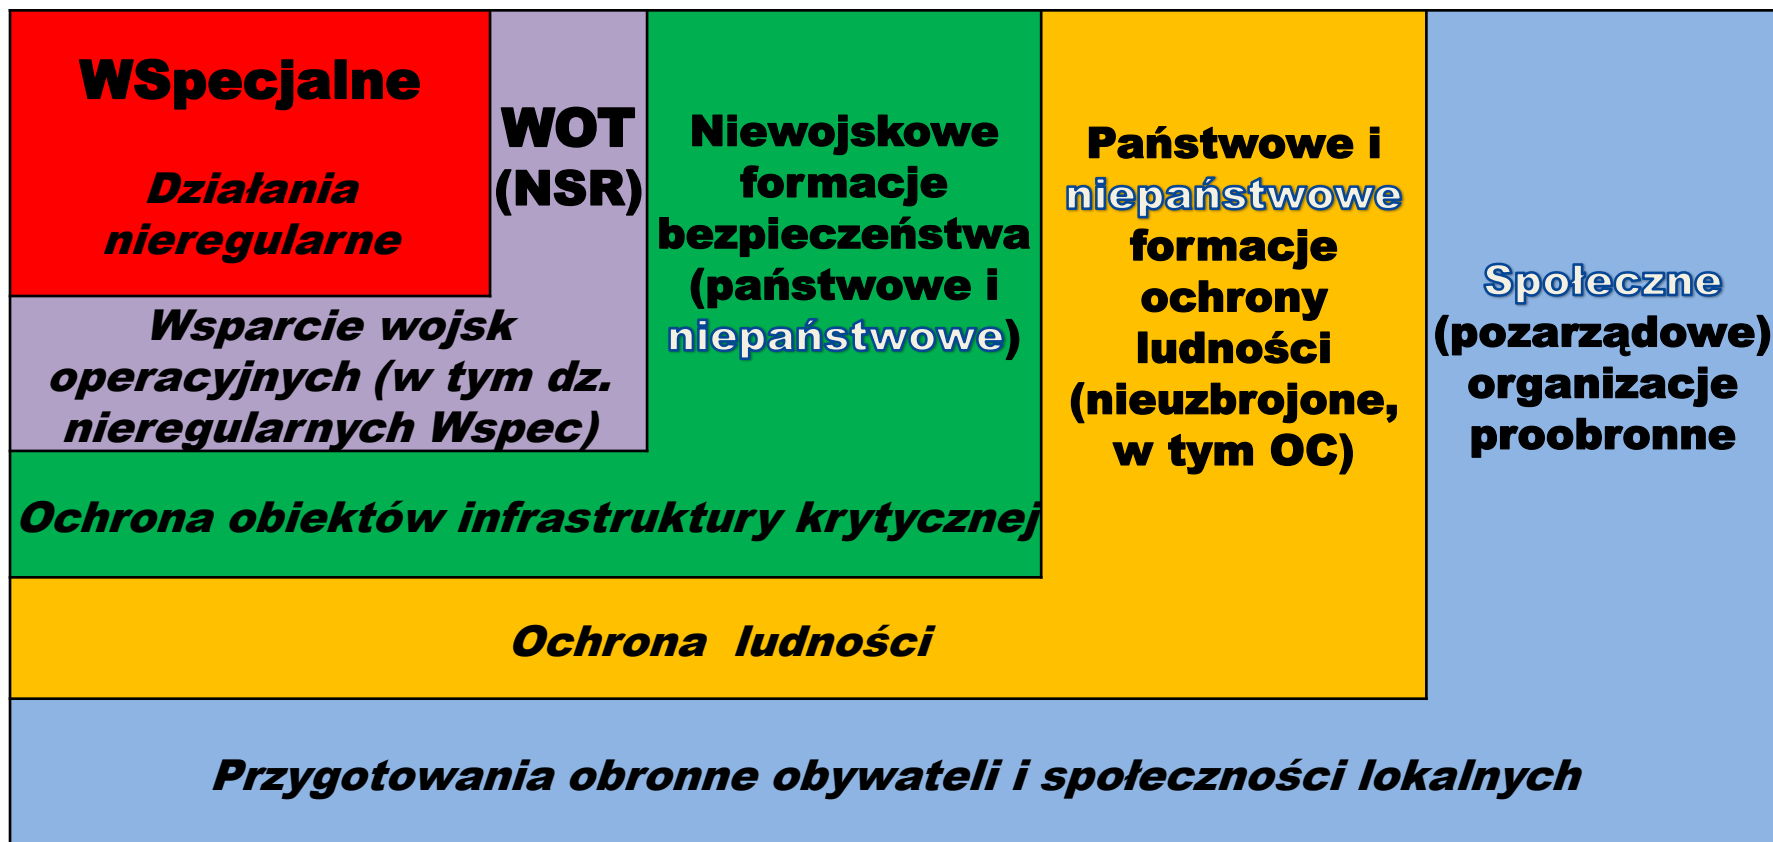 WSpecjalne
Działania
nieregularne
WOT
(NSR)
Wsparcie wojsk
operacyjnych (w tym dz.
nieregularnych Wspec)
Niewojskowe
formacje
bezpieczeństwa
(państwowe i
niepaństwowe)
Ochrona obiektów infrastruktury krytycznej
Państwowe i
niepaństwowe
formacje
ochrony
ludności
(nieuzbrojone,
w tym OC)
Ochrona ludności
Społeczne
(pozarządowe)
organizacje
proobronne
Przygotowania obronne obywateli i społeczności lokalnych